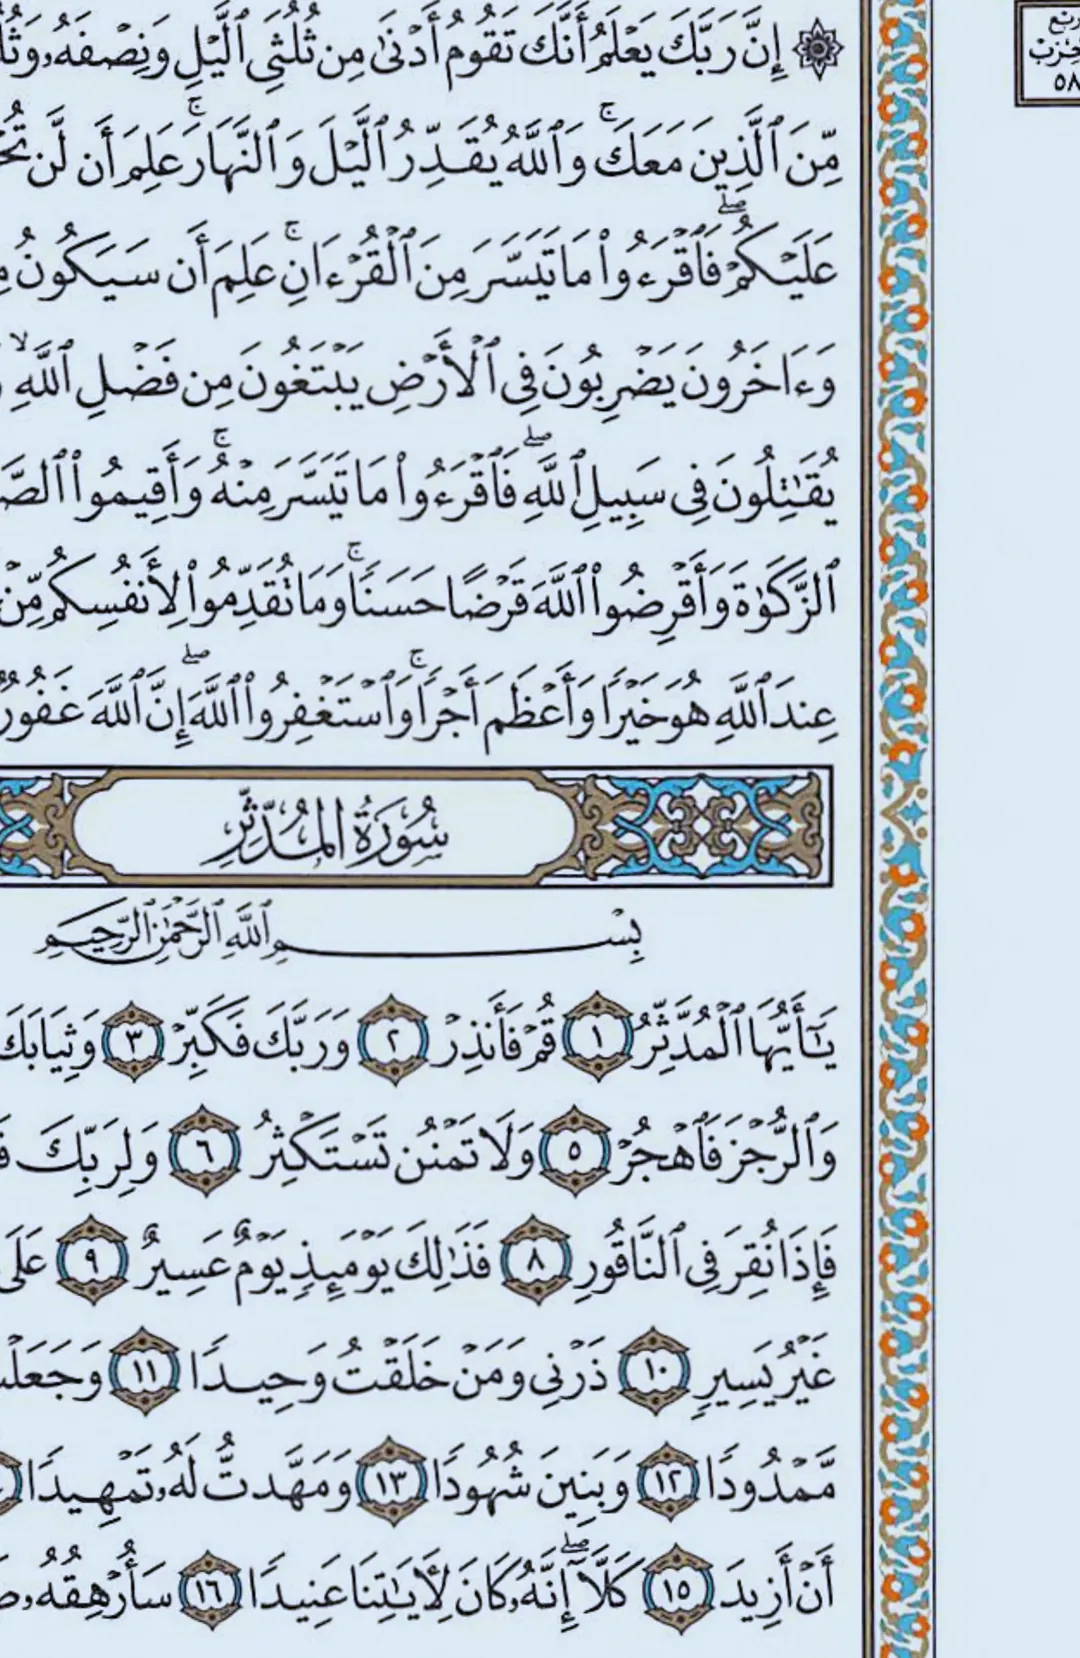 ربع
الحزب
٥٨
۞ إِنَّ رَبَّكَ يَعْلَمُ أَنَّكَ تَقُومُ أَدْنَىٰ مِن ثُلُثَيِ ٱلَّيْلِ وَنِصْفَهُۥ
مِّنَ ٱلَّذِينَ مَعَكَۚ وَٱللَّهُ يُقَدِّرُ ٱلَّيْلَ وَٱلنَّهَارَۚ عَلِمَ أَن لَّن
عَلَيْكُمْۖ فَٱقْرَءُوا۟ مَا تَيَسَّرَ مِنَ ٱلْقُرْءَانِۚ عَلِمَ أَن سَيَكُونُ
وَءَاخَرُونَ يَضْرِبُونَ فِى ٱلْأَرْضِ يَبْتَغُونَ مِن فَضْلِ ٱللَّهِۙ
يُقَٰتِلُونَ فِى سَبِيلِ ٱللَّهِۖ فَٱقْرَءُوا۟ مَا تَيَسَّرَ مِنْهُۚ وَأَقِيمُوا۟
ٱلزَّكَوٰةَ وَأَقْرِضُوا۟ ٱللَّهَ قَرْضًا حَسَنًاۚ وَمَا تُقَدِّمُوا۟ لِأَنفُسِكُم مِّنْ
عِندَ ٱللَّهِ هُوَ خَيْرًا وَأَعْظَمَ أَجْرًاۚ وَٱسْتَغْفِرُوا۟ ٱللَّهَۖ إِنَّ ٱللَّهَ غَفُورٌ
سُورَةُ المُدَّثِّرِ
بِسْمِ ٱللَّهِ ٱلرَّحْمَٰنِ ٱلرَّحِيمِ
يَٰٓأَيُّهَا ٱلْمُدَّثِّرُ ١ قُمْ فَأَنذِرْ ٢ وَرَبَّكَ فَكَبِّرْ ٣ وَثِيَابَكَ
وَٱلرُّجْزَ فَٱهْجُرْ ٥ وَلَا تَمْنُن تَسْتَكْثِرُ ٦ وَلِرَبِّكَ
فَإِذَا نُقِرَ فِى ٱلنَّاقُورِ ٨ فَذَٰلِكَ يَوْمَئِذٍ يَوْمٌ عَسِيرٌ ٩ عَلَى
غَيْرُ يَسِيرٍ ١٠ ذَرْنِى وَمَنْ خَلَقْتُ وَحِيدًا ١١
مَّمْدُودًا ١٢ وَبَنِينَ شُهُودًا ١٣ وَمَهَّدتُّ لَهُۥ تَمْهِيدًا
أَنْ أَزِيدَ ١٥ كَلَّآۖ إِنَّهُۥ كَانَ لِءَايَٰتِنَا عَنِيدًا ١٦ سَأُرْهِقُهُۥ